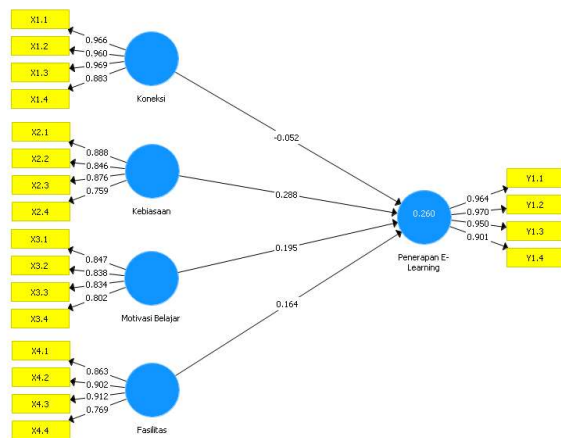 X1.1
X1.2
X1.3
X1.4
0.966
0.960
0.969
0.883
Koneksi
-0.052
X2.1
X2.2
X2.3
X2.4
0.888
0.846
0.876
0.759
Kebiasaan
0.288
X3.1
X3.2
X3.3
X3.4
0.847
0.838
0.834
0.802
Motivasi Belajar
0.195
X4.1
X4.2
X4.3
X4.4
0.863
0.902
0.912
0.769
Fasilitas
0.164
0.260
Penerapan E-
Learning
0.964
0.970
0.950
0.901
Y1.1
Y1.2
Y1.3
Y1.4